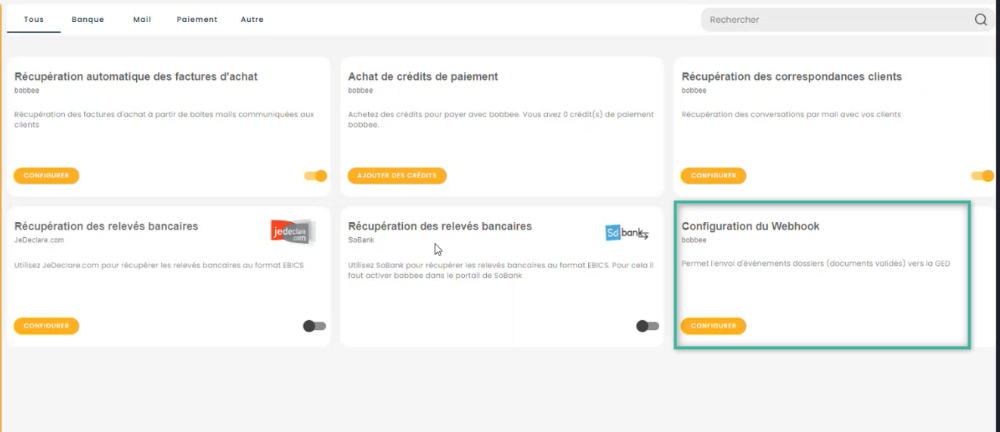 Tous Banque Mail Paiement Autre Rechercher
Récupération automatique des factures d'achat
bobbee
Récupération des factures d'achat à partir de boîtes mails communiquées aux
clients
CONFIGURER
Achat de crédits de paiement
bobbee
Achetez des crédits pour payer avec bobbee. Vous avez 0 crédit(s) de paiement
bobbee.
AJOUTER DES CRÉDITS
Récupération des correspondances clients
bobbee
Récupération des conversations par mail avec vos clients
CONFIGURER
Récupération des relevés bancaires
JeDeclare.com
jedeclare
.com
Utilisez JeDeclare.com pour récupérer les relevés bancaires au format EBICS
CONFIGURER
Récupération des relevés bancaires
SoBank
So bank
Utilisez SoBank pour récupérer les relevés bancaires au format EBICS. Pour cela il
faut activer bobbee dans le portail de SoBank
Configuration du Webhook
bobbee
Permet l'envoi d'événements dossiers (documents validés) vers la GED
CONFIGURER